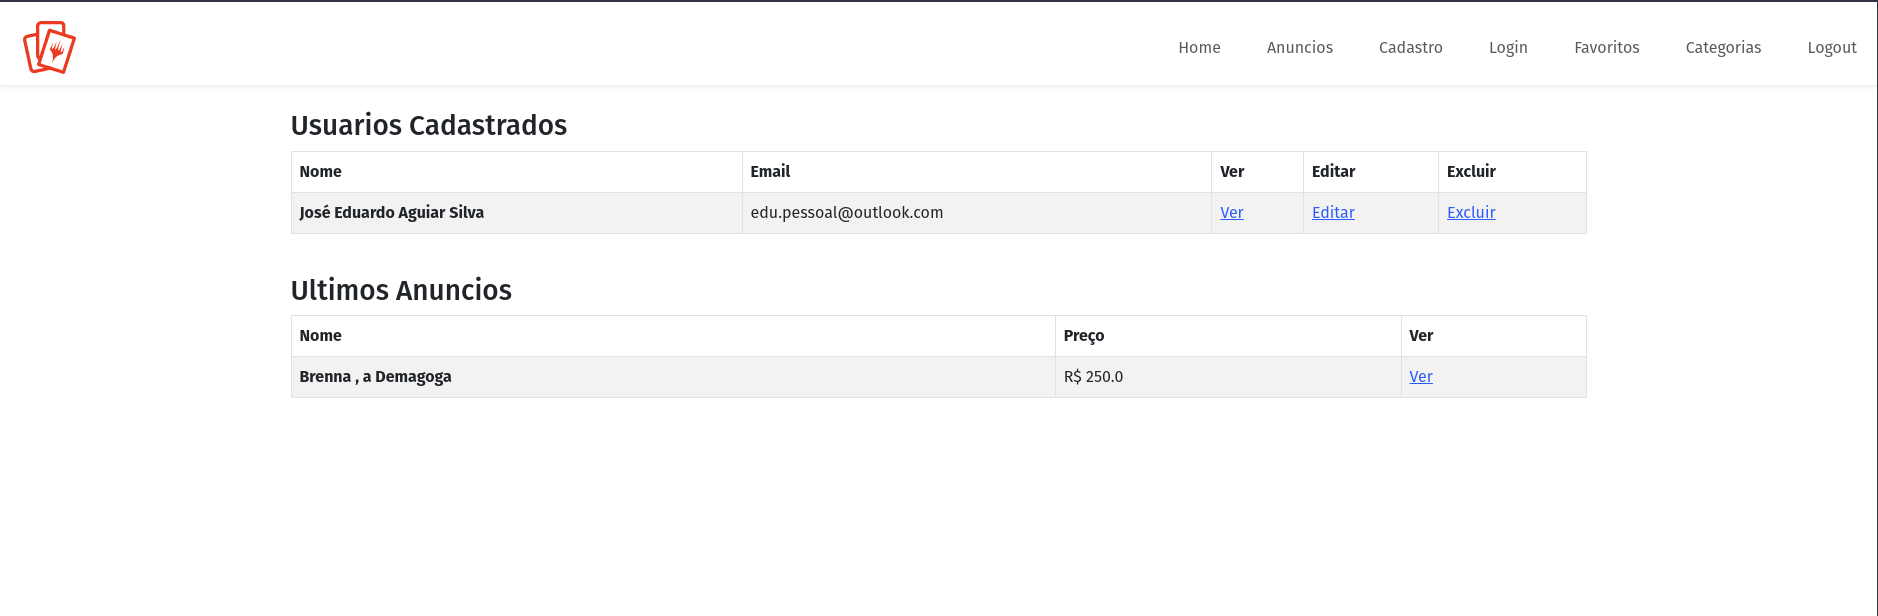 Home Anuncios Cadastro Login Favoritos Categorias Logout
Usuarios Cadastrados
Nome Email Ver Editar Excluir
José Eduardo Aguiar Silva edu.pessoal@outlook.com Ver Editar Excluir
Ultimos Anuncios
Nome Preço Ver
Brenna , a Demagoga R$ 250.0 Ver